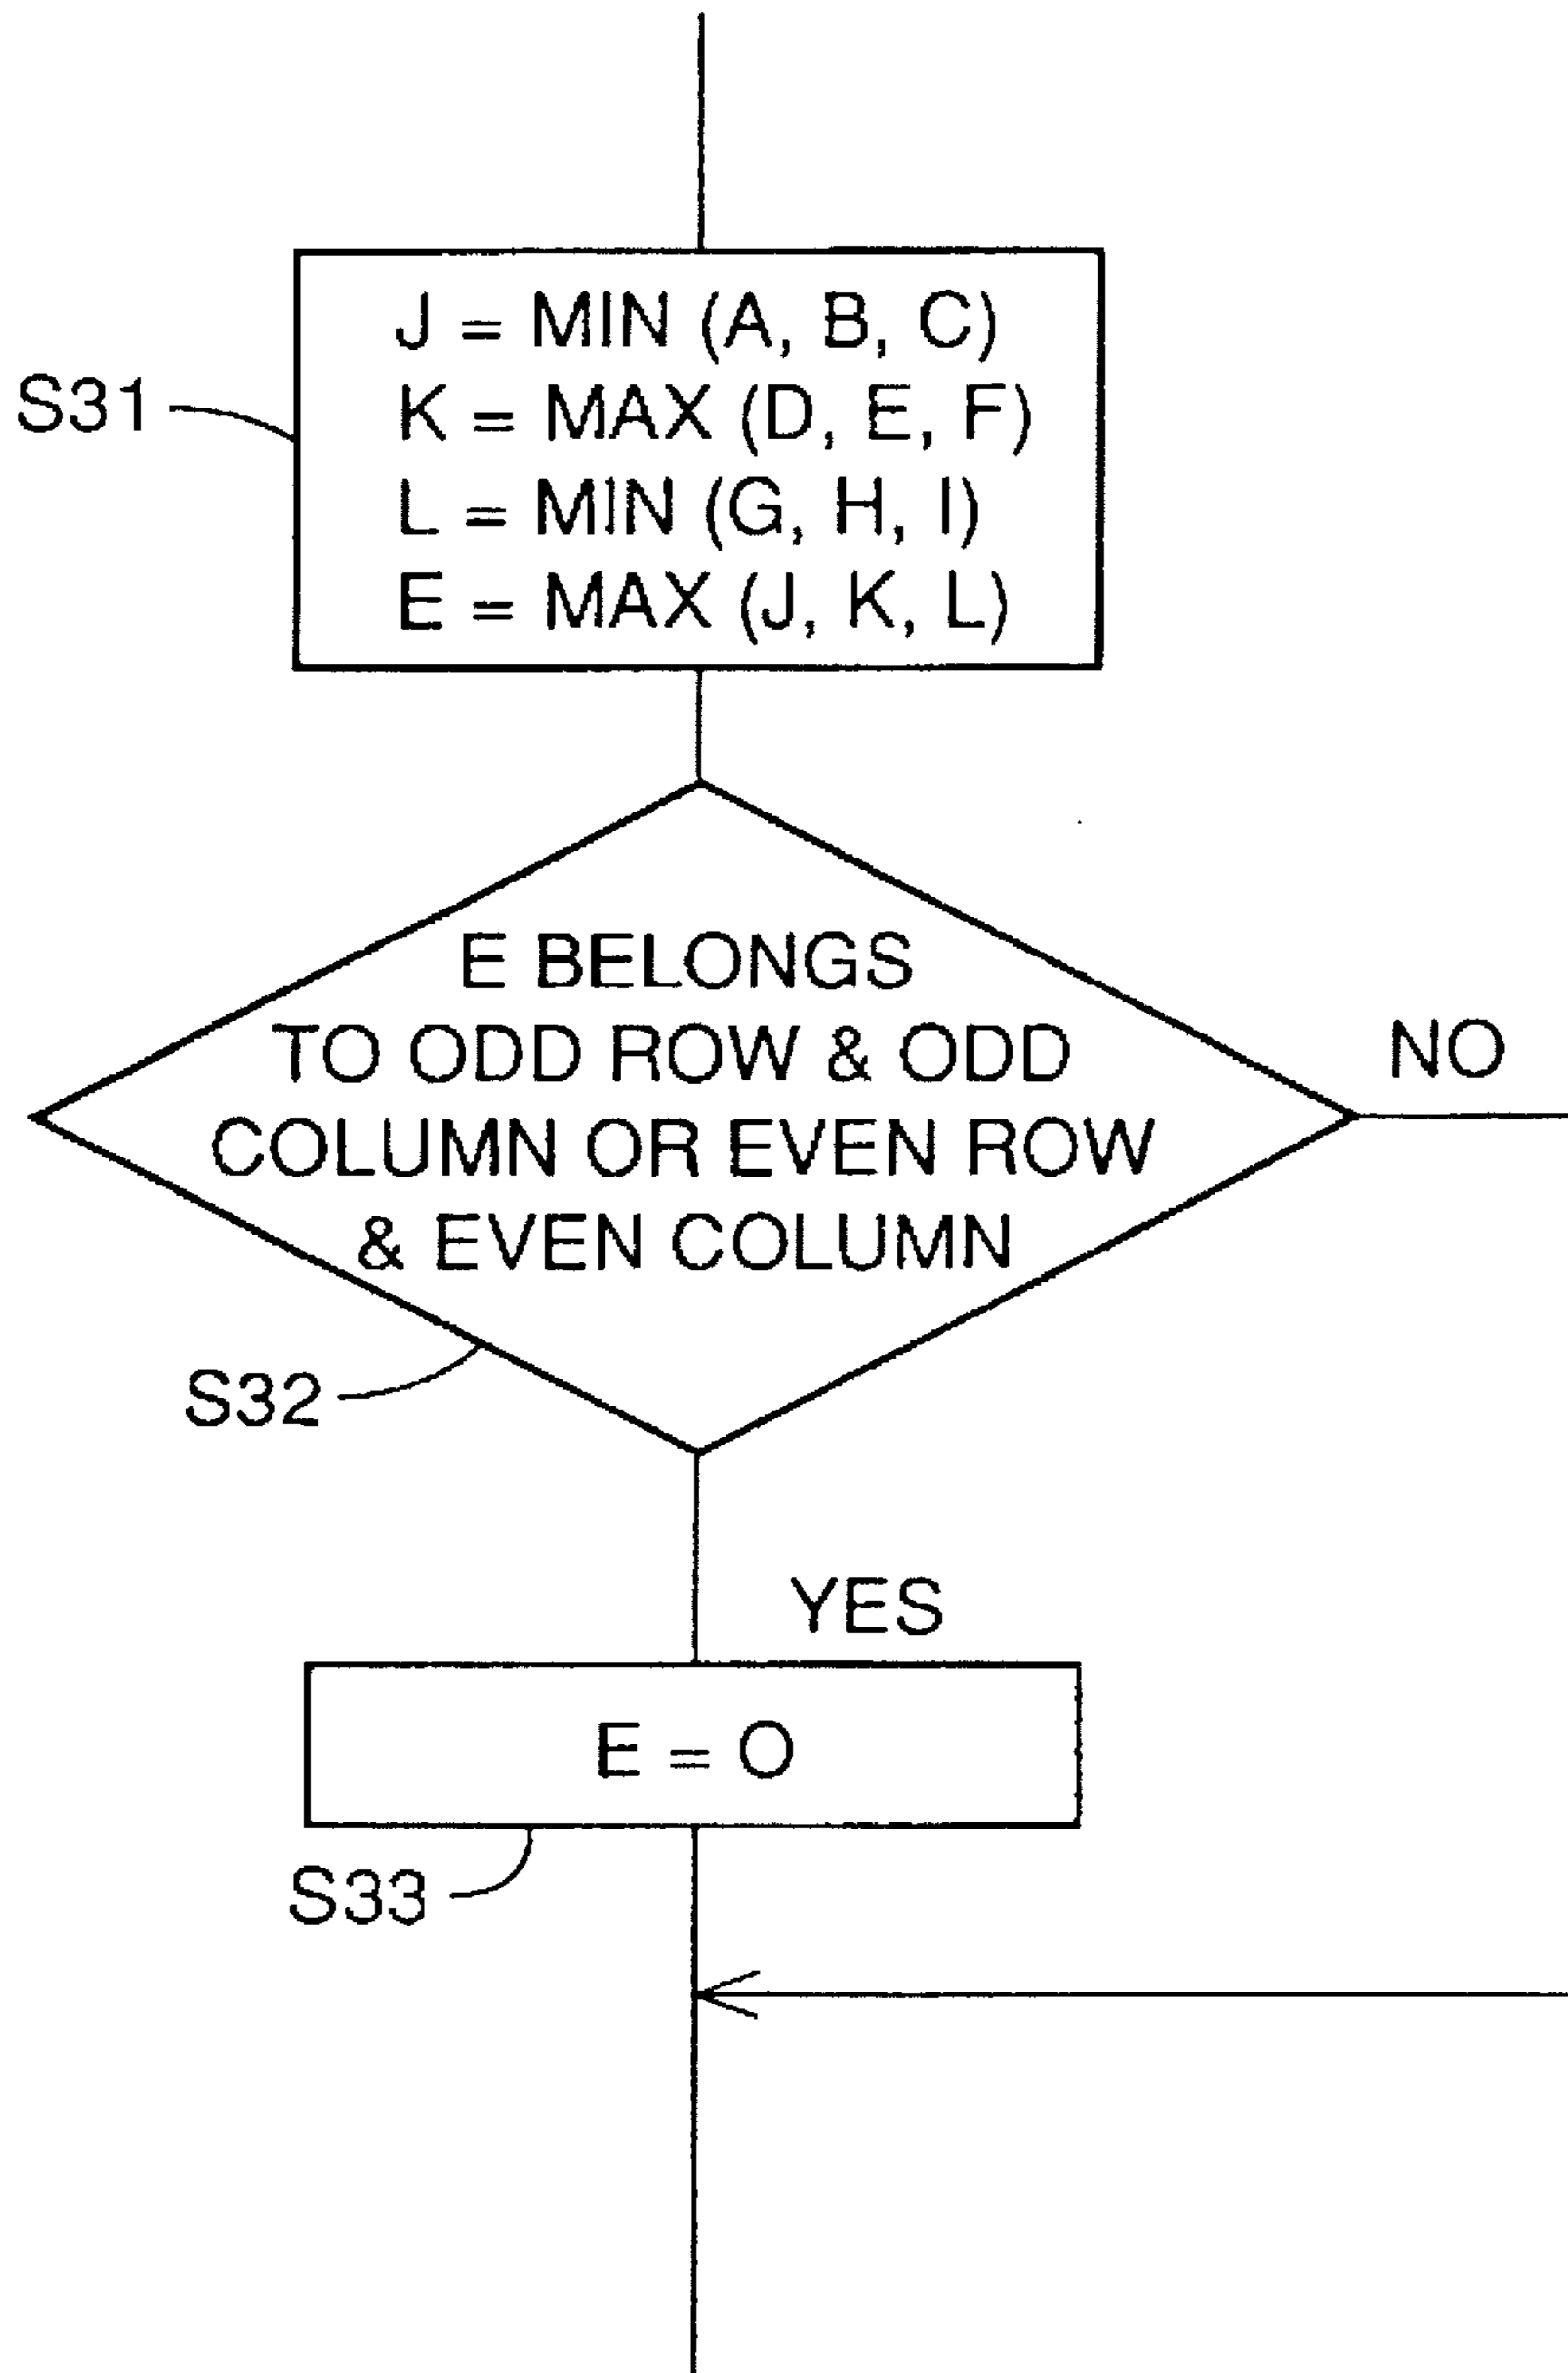 J = MIN (A, B, C)
K = MAX (D, E, F)
L = MIN (G, H, I)
E = MAX (J, K, L)
S31
E BELONGS
TO ODD ROW & ODD
COLUMN OR EVEN ROW
& EVEN COLUMN
NO
S32
YES
E = O
S33